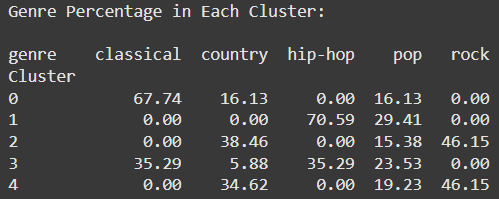 Genre Percentage in Each Cluster:
genre classical country hip-hop pop rock
Cluster
0 67.74 16.13 0.00 16.13 0.00
1 0.00 0.00 70.59 29.41 0.00
2 0.00 38.46 0.00 15.38 46.15
3 35.29 5.88 35.29 23.53 0.00
4 0.00 34.62 0.00 19.23 46.15